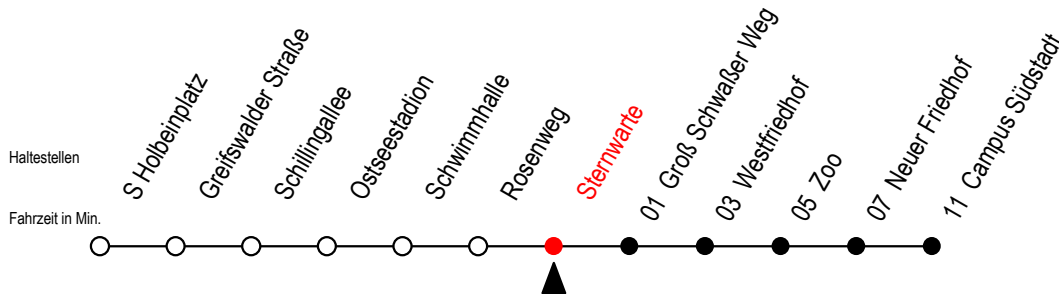 Haltestellen
Fahrzeit in Min.
S Holbeinplatz
Greifswalder Straße
Schillingallee
Ostseestadion
Schwimmhalle
Rosenweg
Sternwarte
01 Groß Schwaßer Weg
03 Westfriedhof
05 Zoo
07 Neuer Friedhof
11 Campus Südstadt